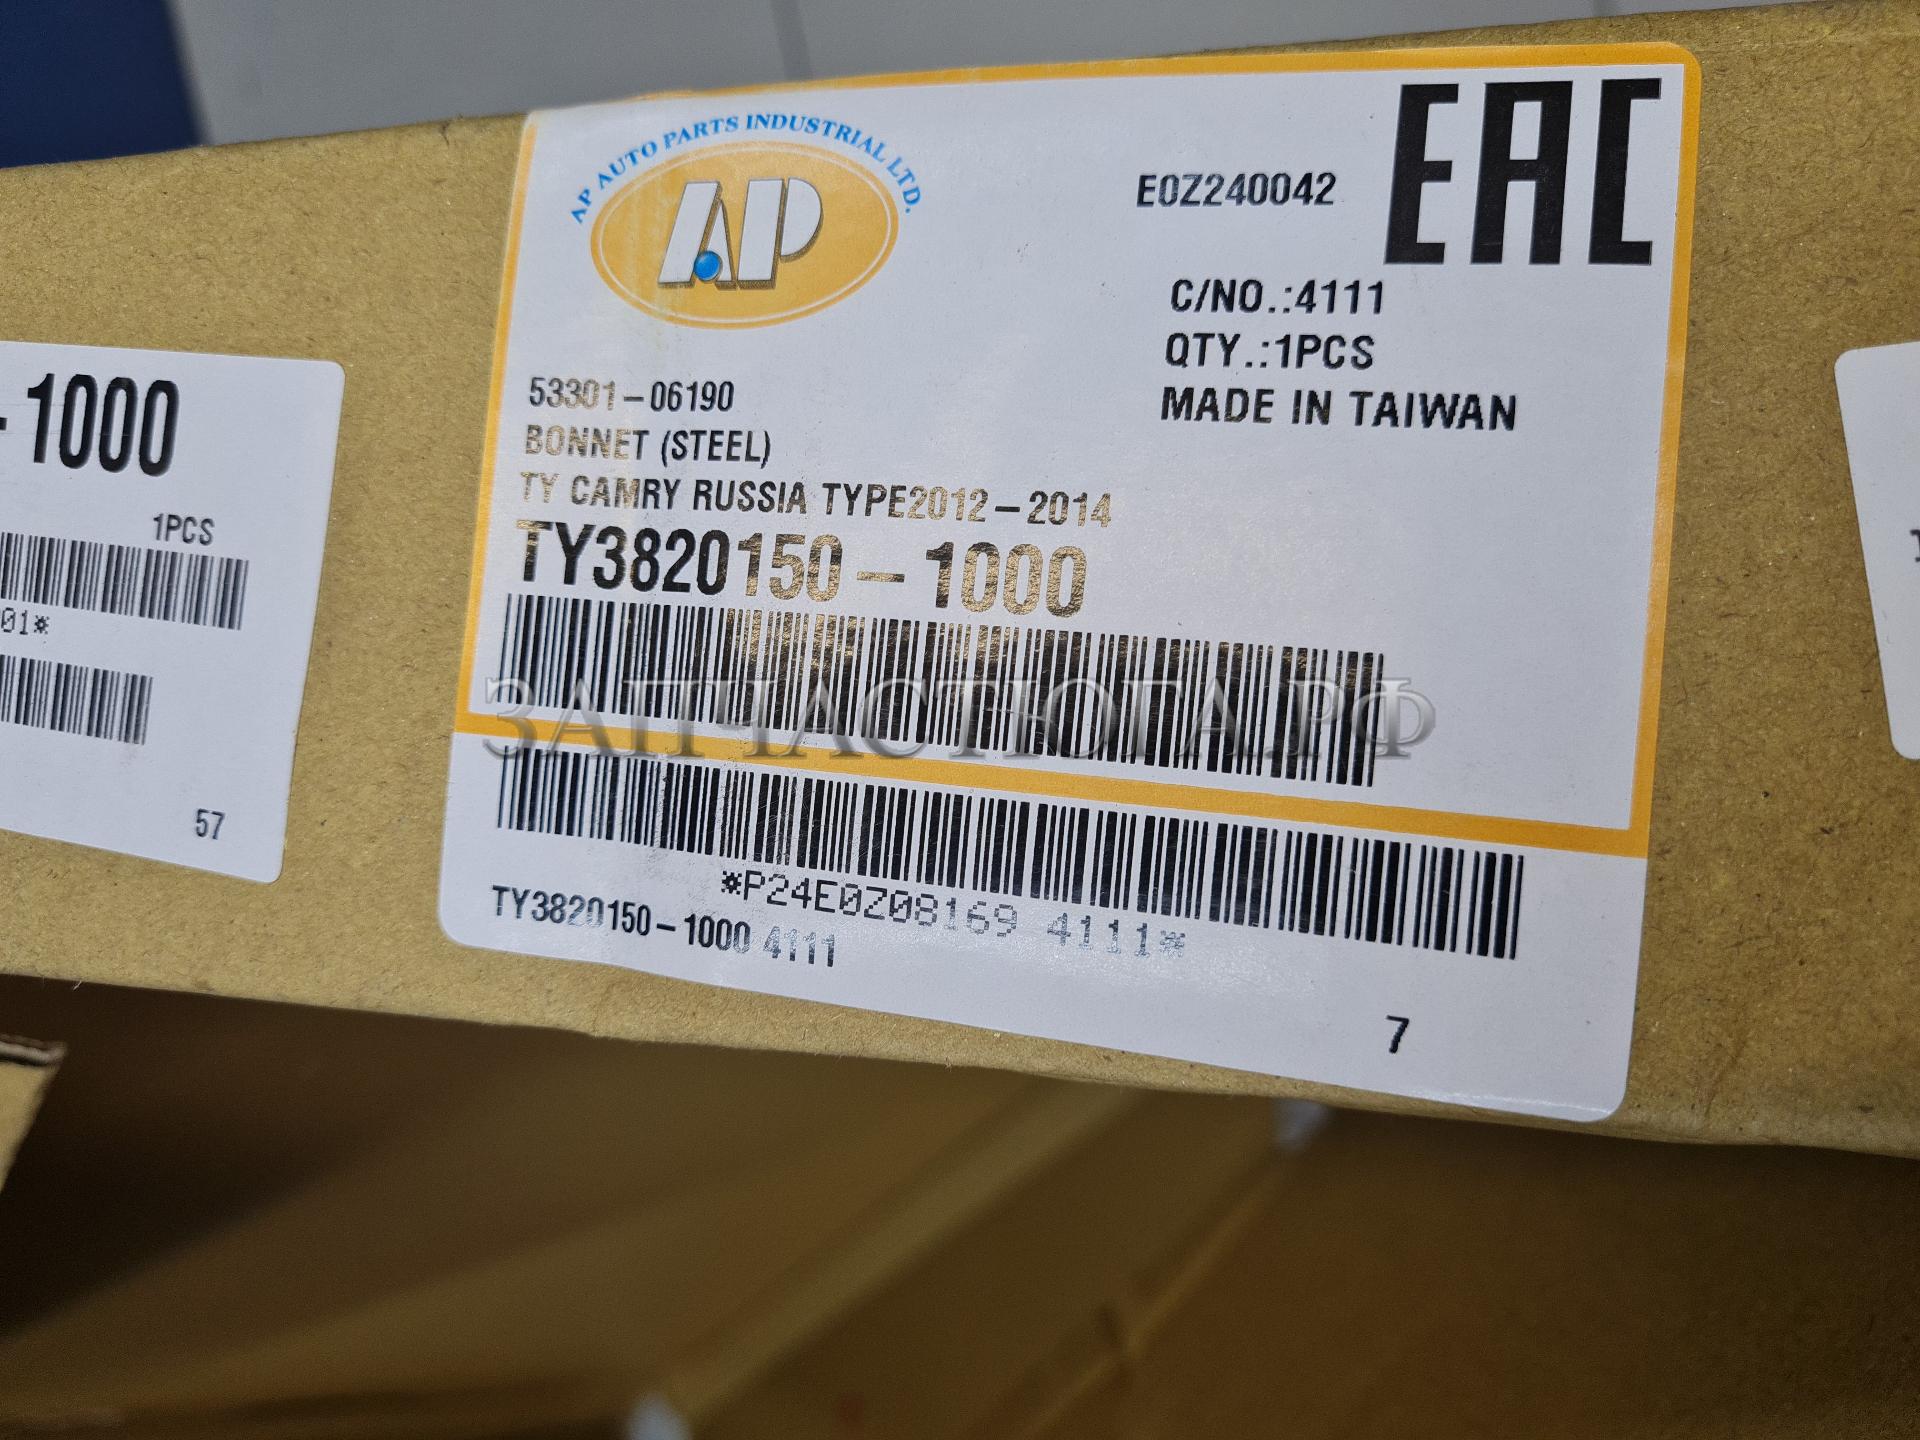 AP AUTO PARTS INDUSTRIAL LTD.
AP
E0Z240042
EAC
C/NO.:4111
QTY.:1PCS
MADE IN TAIWAN
53301-06190
BONNET (STEEL)
TY CAMRY RUSSIA TYPE2012-2014
TY3820150-1000
ЗАПЧАСТЮГА.РФ
*P24E0Z08169 4111*
TY3820150-1000 4111
7
-1000
1PCS
01*
57